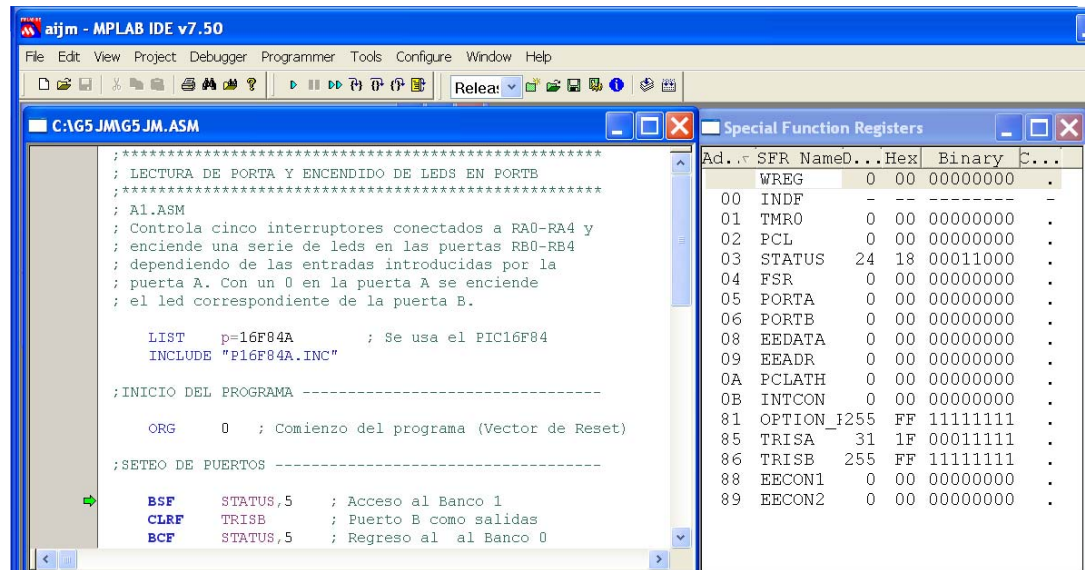 aijm - MPLAB IDE v7.50
File Edit View Project Debugger Programmer Tools Configure Window Help
Relea:
C:\G5 JM\G5 JM.ASM
;*****************************************************
; LECTURA DE PORTA Y ENCENDIDO DE LEDS EN PORTB
;*****************************************************
; A1.ASM
; Controla cinco interruptores conectados a RA0-RA4 y
; enciende una serie de leds en las puertas RB0-RB4
; dependiendo de las entradas introducidas por la
; puerta A. Con un 0 en la puerta A se enciende
; el led correspondiente de la puerta B.
LIST p=16F84A ; Se usa el PIC16F84
INCLUDE "P16F84A.INC"
;INICIO DEL PROGRAMA ---------------------------------
ORG 0 ; Comienzo del programa (Vector de Reset)
;SETEO DE PUERTOS ------------------------------------
BSF STATUS,5 ; Acceso al Banco 1
CLRF TRISB ; Puerto B como salidas
BCF STATUS,5 ; Regreso al al Banco 0
Special Function Registers
Ad... SFR Name D... Hex Binary C...
WREG 0 00 00000000 .
00 INDF - -- -------- -
01 TMR0 0 00 00000000 .
02 PCL 0 00 00000000 .
03 STATUS 24 18 00011000 .
04 FSR 0 00 00000000 .
05 PORTA 0 00 00000000 .
06 PORTB 0 00 00000000 .
08 EEDATA 0 00 00000000 .
09 EEADR 0 00 00000000 .
0A PCLATH 0 00 00000000 .
0B INTCON 0 00 00000000 .
81 OPTION_ 255 FF 11111111 .
85 TRISA 31 1F 00011111 .
86 TRISB 255 FF 11111111 .
88 EECON1 0 00 00000000 .
89 EECON2 0 00 00000000 .